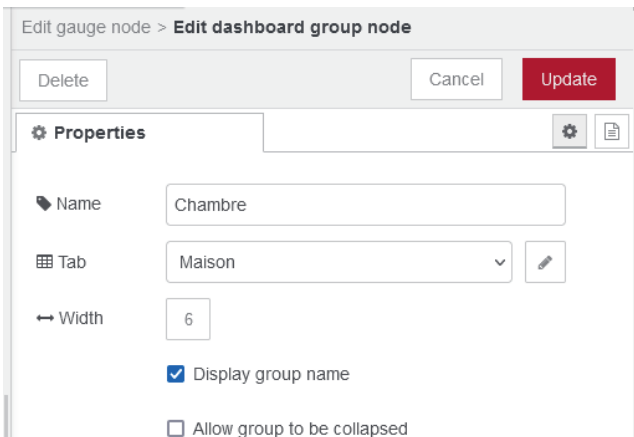 Edit gauge node > Edit dashboard group node
Delete Cancel Update
Properties
Name Chambre
Tab Maison
Width 6
Display group name
Allow group to be collapsed